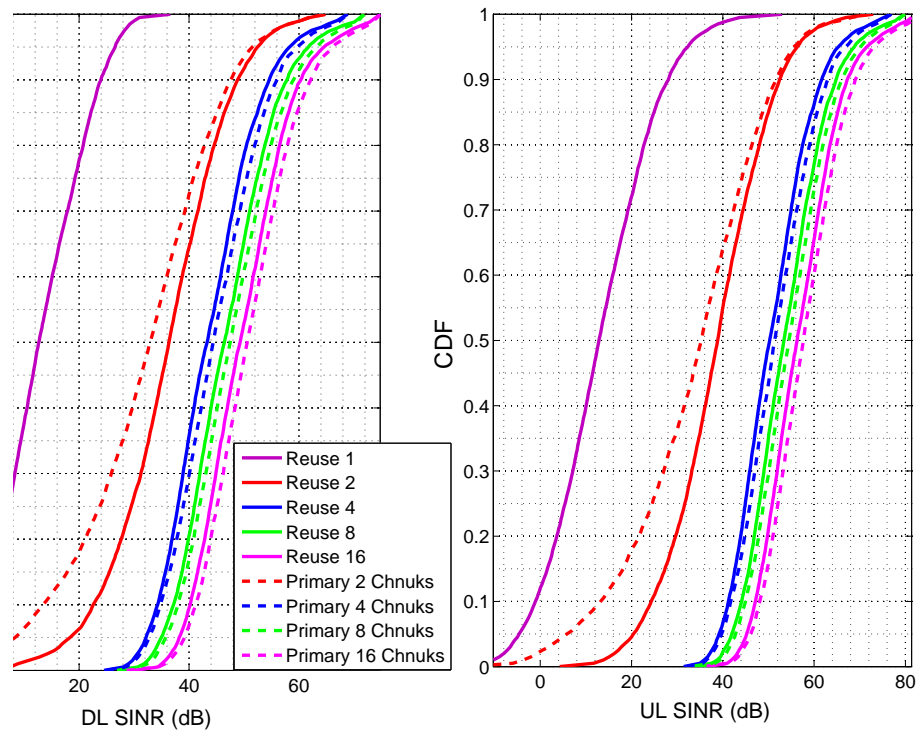 Reuse 1
Reuse 2
Reuse 4
Reuse 8
Reuse 16
Primary 2 Chnuks
Primary 4 Chnuks
Primary 8 Chnuks
Primary 16 Chnuks
20
40
60
DL SINR (dB)
1
0.9
0.8
0.7
0.6
0.5
0.4
0.3
0.2
0.1
0
CDF
0
20
40
60
80
UL SINR (dB)